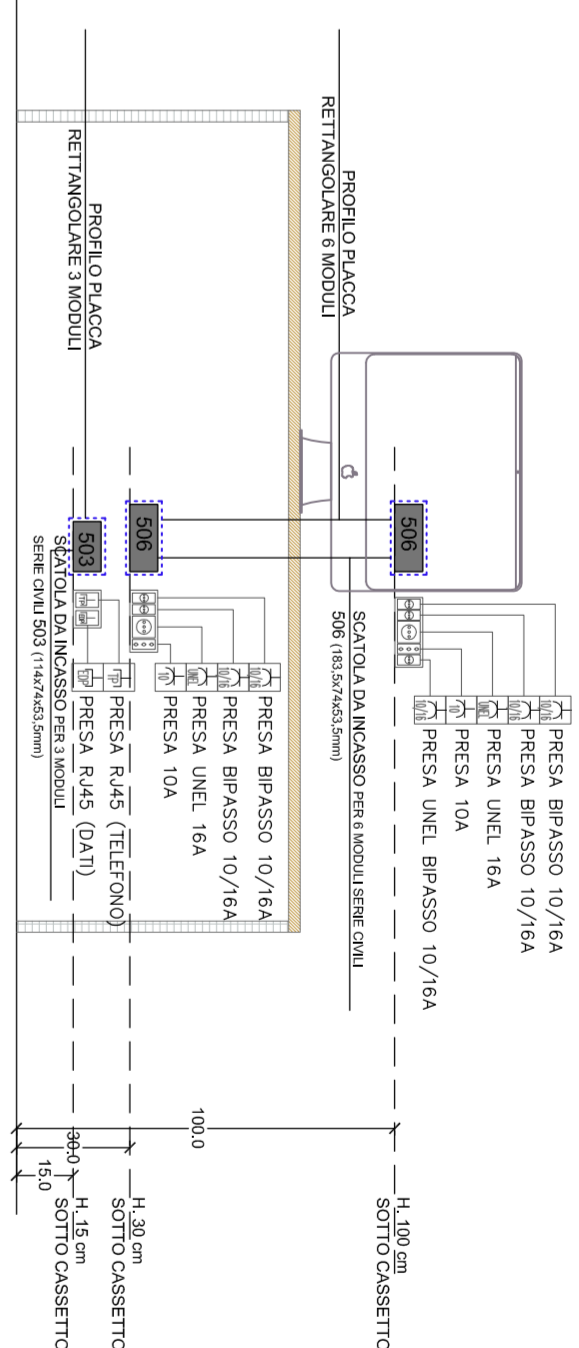 PROFILO PLACCA
RETTANGOLARE 6 MODULI
PROFILO PLACCA
RETTANGOLARE 3 MODULI
506
506
503
10/16
PRESA BIPASSO 10/16A
10/16
PRESA BIPASSO 10/16A
UNEL
PRESA UNEL 16A
10
PRESA 10A
10/16
PRESA UNEL BIPASSO 10/16A
SCATOLA DA INCASSO PER 6 MODULI SERIE CIVILI
506 (183,5x74x53,5mm)
10/16
PRESA BIPASSO 10/16A
10/16
PRESA BIPASSO 10/16A
UNEL
PRESA UNEL 16A
10
PRESA 10A
TP
PRESA RJ45 (TELEFONO)
EDP
PRESA RJ45 (DATI)
TP
EDP
SCATOLA DA INCASSO PER 3 MODULI
SERIE CIVILI 503 (114x74x53,5mm)
100.0
30.0
15.0
H. 100 cm
SOTTO CASSETTO
H. 30 cm
SOTTO CASSETTO
H. 15 cm
SOTTO CASSETTO